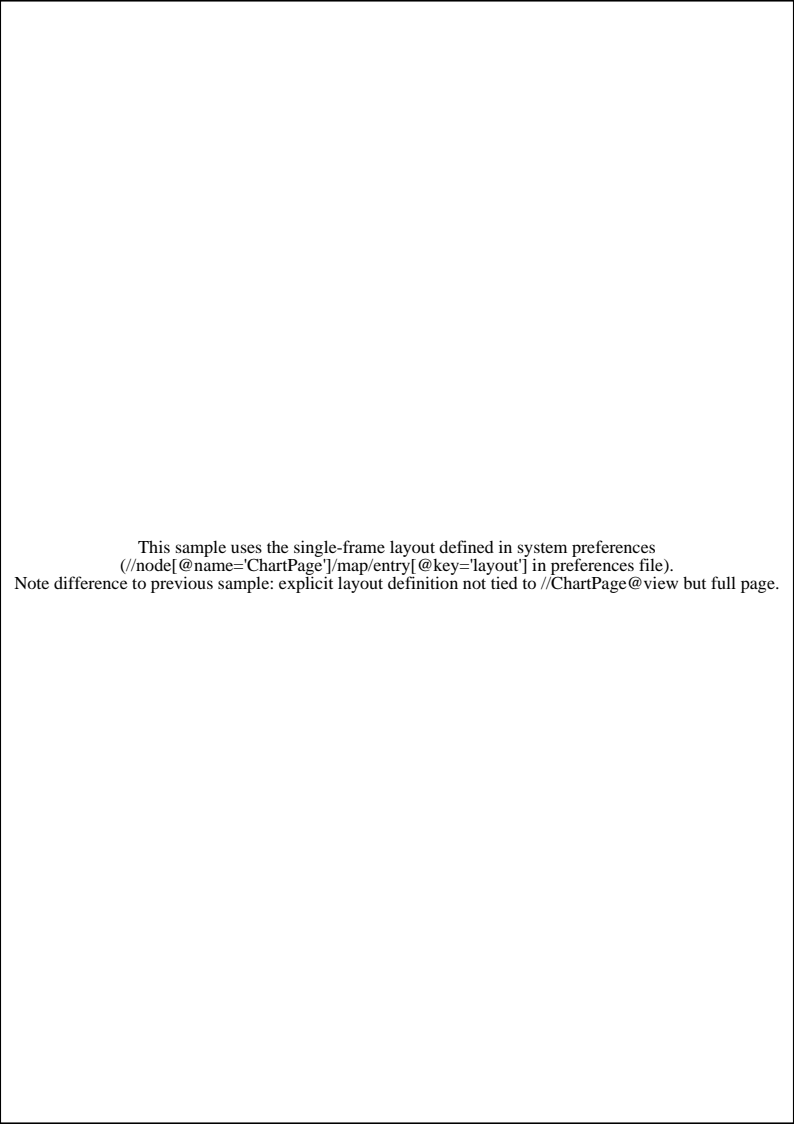 This sample uses the single-frame layout defined in system preferences
(//node[@name='ChartPage']/map/entry[@key='layout'] in preferences file).
Note difference to previous sample: explicit layout definition not tied to //ChartPage@view but full page.